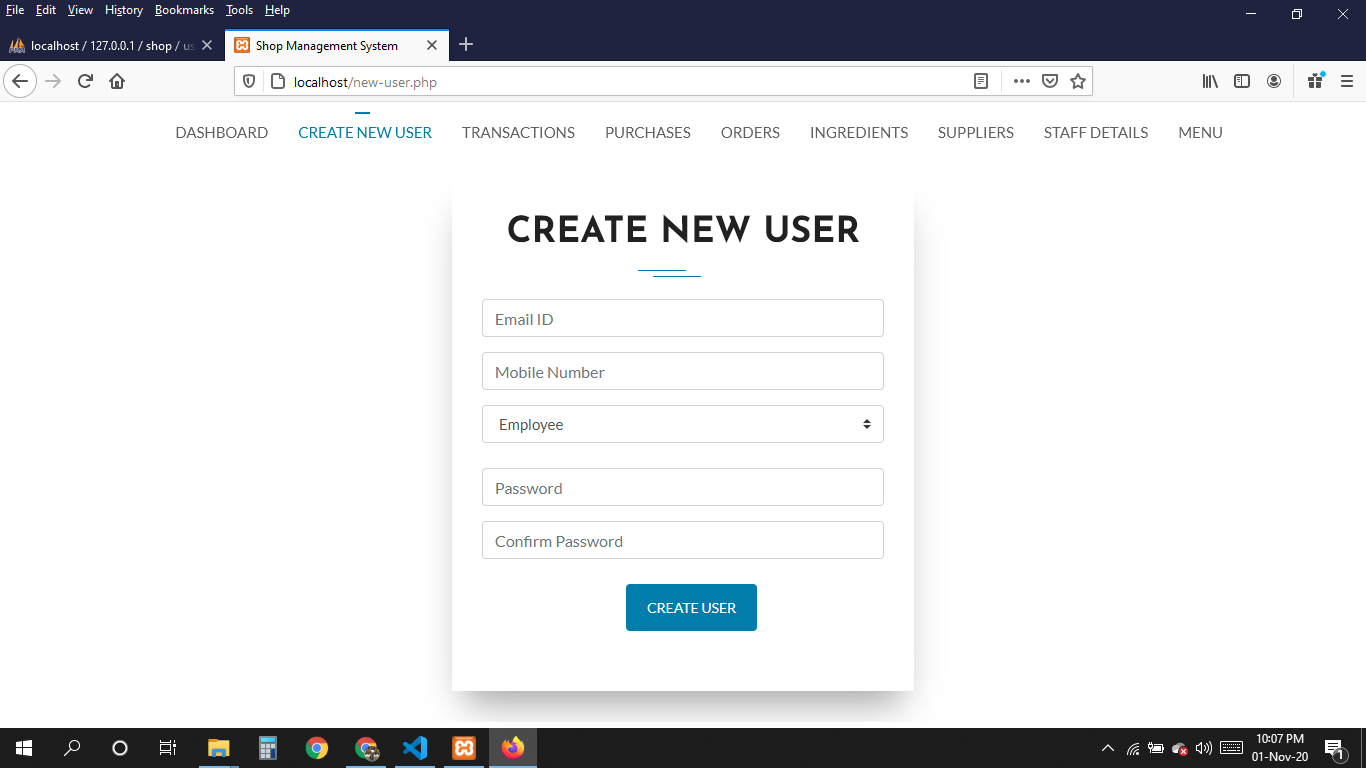 File Edit View History Bookmarks Tools Help
localhost / 127.0.0.1 / shop / us
Shop Management System
localhost/new-user.php
DASHBOARD CREATE NEW USER TRANSACTIONS PURCHASES ORDERS INGREDIENTS SUPPLIERS STAFF DETAILS MENU
CREATE NEW USER
Email ID
Mobile Number
Employee
Password
Confirm Password
CREATE USER
10:07 PM
01-Nov-20
1